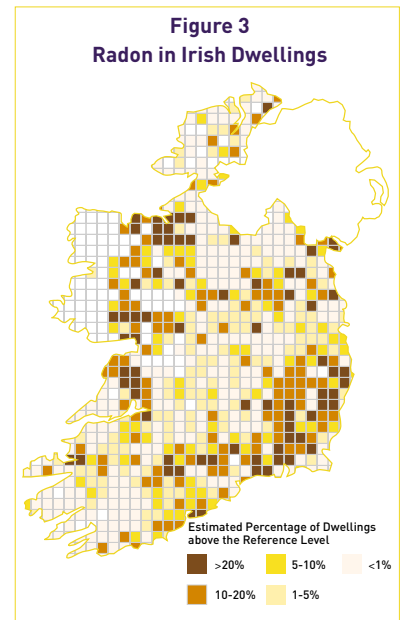 Figure 3
Radon in Irish Dwellings
Estimated Percentage of Dwellings
above the Reference Level
>20% 5-10% <1%
10-20% 1-5%